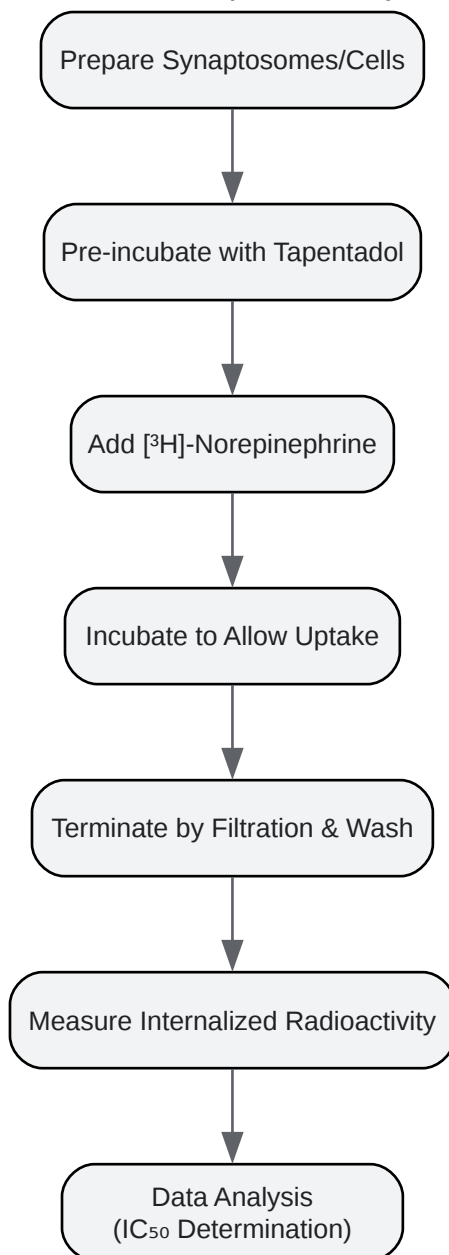 Prepare Synaptosomes/Cells
Pre-incubate with Tapentadol
Add [³H]-Norepinephrine
Incubate to Allow Uptake
Terminate by Filtration & Wash
Measure Internalized Radioactivity
Data Analysis
(IC₅₀ Determination)